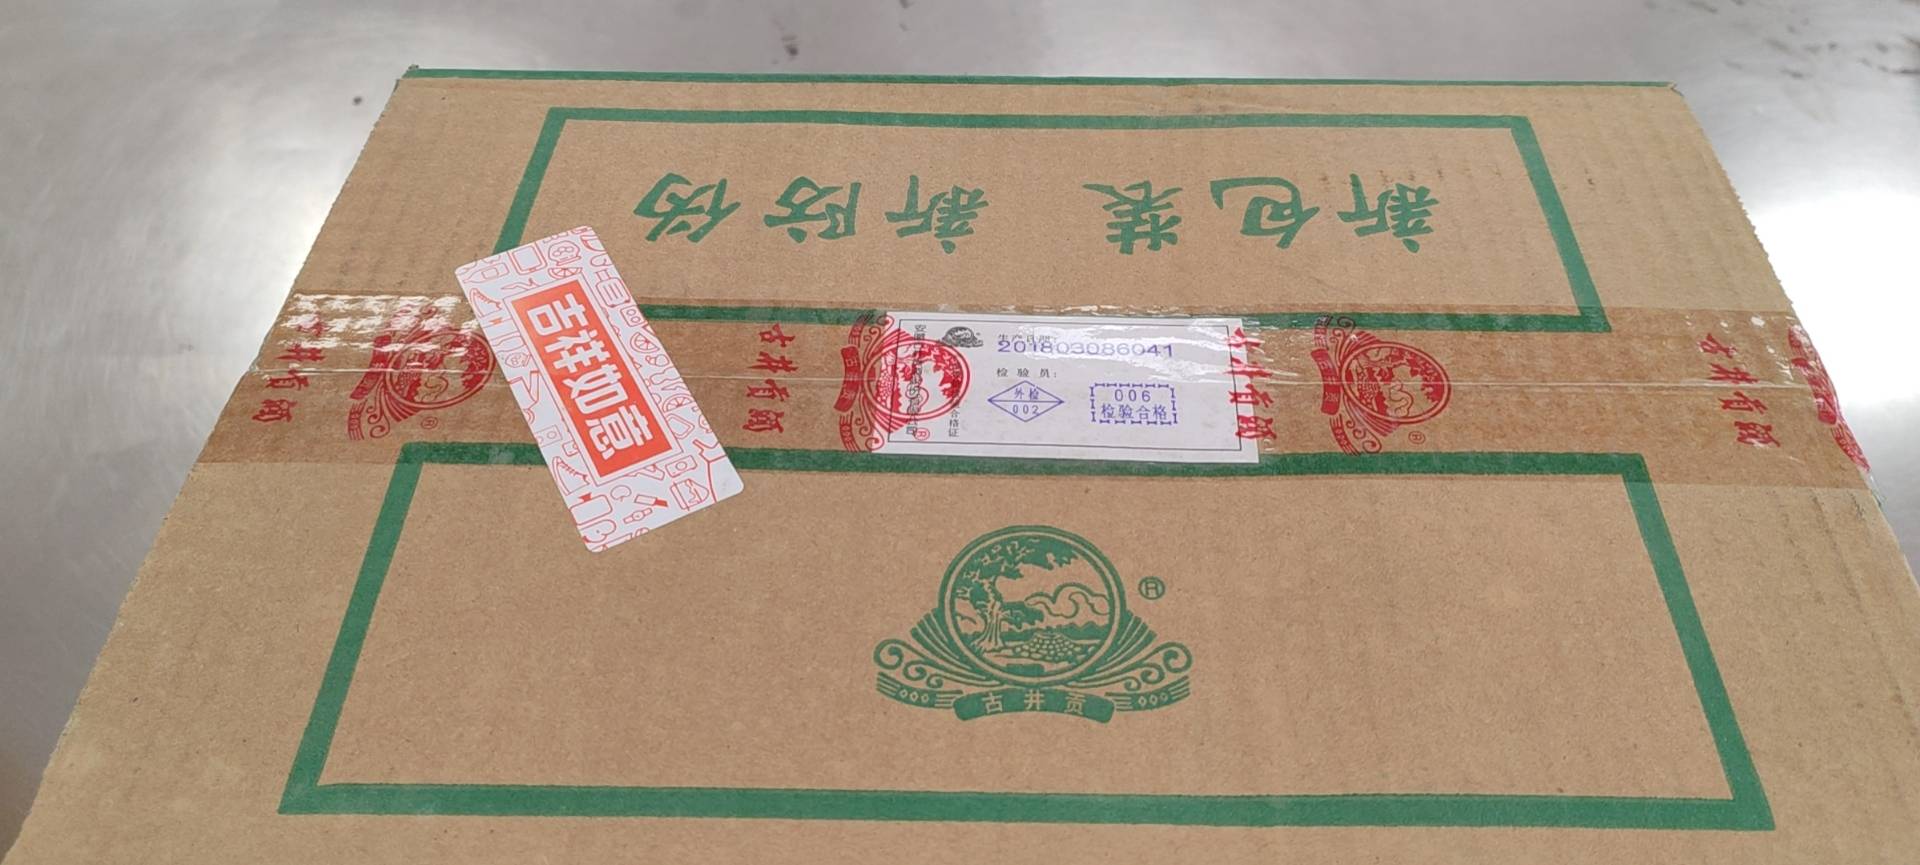 新包装 新防伪
吉祥如意
古井贡酒
古井贡酒
古井贡酒
古井贡酒
生产日期:
201803086041
检验员:
外检
002
006
检验合格
合格证
R
古井贡